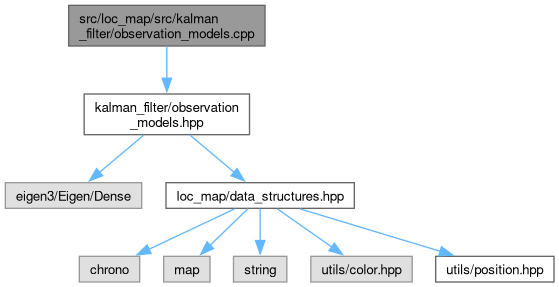 src/loc_map/src/kalman
_filter/observation_models.cpp
kalman_filter/observation
_models.hpp
eigen3/Eigen/Dense
loc_map/data_structures.hpp
chrono
map
string
utils/color.hpp
utils/position.hpp